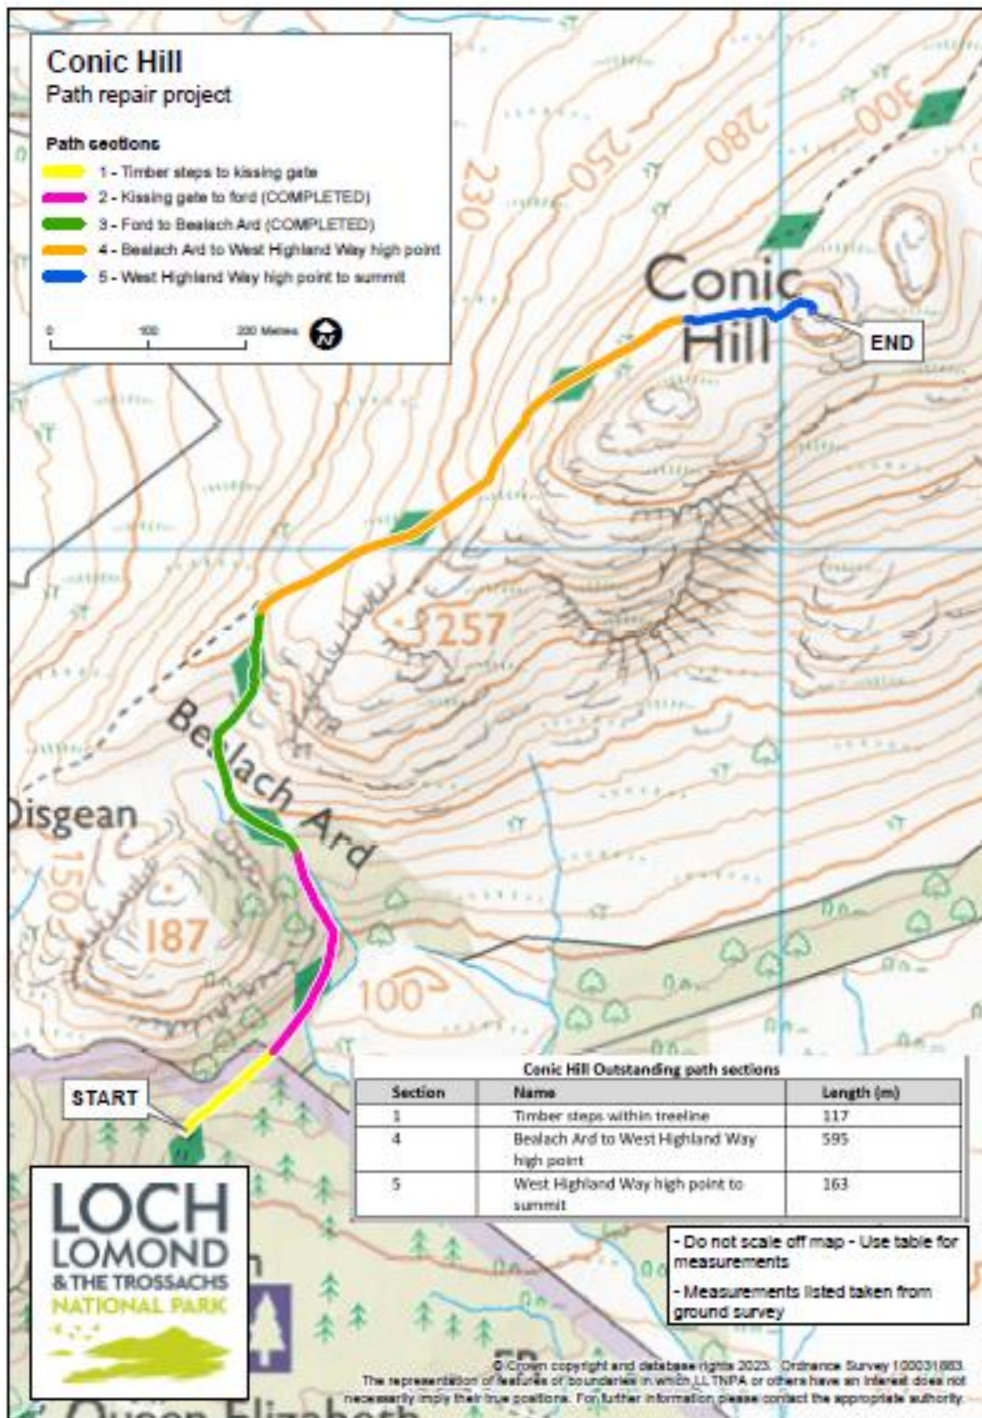 Conic Hill
Path repair project
Path sections
1 - Timber steps to kissing gate
2 - Kissing gate to ford (COMPLETED)
3 - Ford to Bealach Ard (COMPLETED)
4 - Bealach Ard to West Highland Way high point
5 - West Highland Way high point to summit
0 100 200 Metres
N
230
250
280
300
Conic
Hill
END
257
Bealach Ard
Disgean
150
187
100
START
Conic Hill Outstanding path sections
Section Name Length (m)
1 Timber steps within treeline 117
4 Bealach Ard to West Highland Way 595
high point
5 West Highland Way high point to 163
summit
LOCH
LOMOND
& THE TROSSACHS
NATIONAL PARK
- Do not scale off map - Use table for
measurements
- Measurements listed taken from
ground survey
© Crown copyright and database rights 2023. Ordnance Survey 100031883.
The representation of features or boundaries in which LLTNPA or others have an interest does not
necessarily imply their true positions. For further information please contact the appropriate authority.
Queen Elizabeth